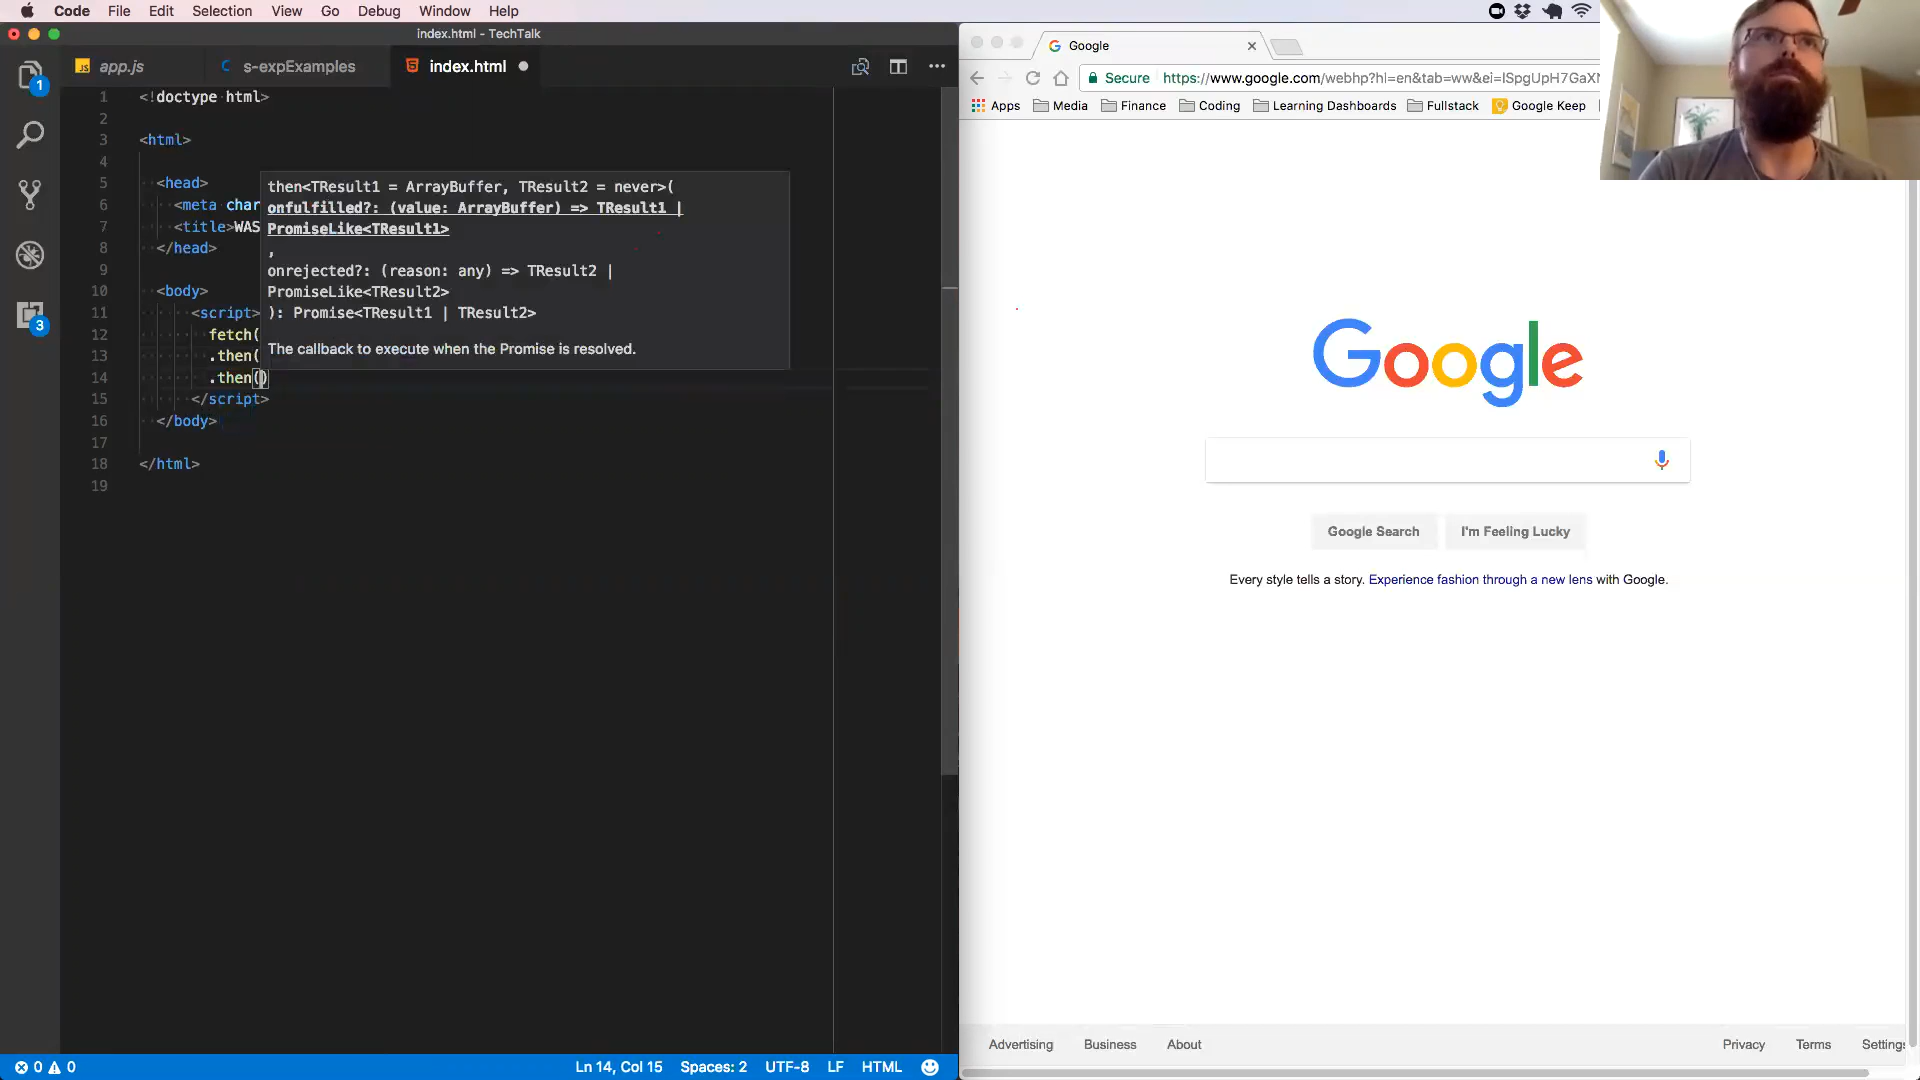 Code File Edit Selection View Go Debug Window Help
index.html - TechTalk
app.js s-expExamples index.html
1 <!doctype html>
2
3 <html>
4
5 <head>
6 <meta char
7 <title>WAS
8 </head>
9
10 <body>
11 <script>
12 fetch(
13 .then(
14 .then()
15 </script>
16 </body>
17
18 </html>
19
then<TResult1 = ArrayBuffer, TResult2 = never>(
onfulfilled?: (value: ArrayBuffer) => TResult1 |
PromiseLike<TResult1>
,
onrejected?: (reason: any) => TResult2 |
PromiseLike<TResult2>
): Promise<TResult1 | TResult2>
The callback to execute when the Promise is resolved.
1
3
0 0 Ln 14, Col 15 Spaces: 2 UTF-8 LF HTML
Google
Secure https://www.google.com/webhp?hl=en&tab=ww&ei=
Apps Media Finance Coding Learning Dashboards Fullstack Google Keep
Google
Google Search I'm Feeling Lucky
Every style tells a story. Experience fashion through a new lens with Google.
Advertising Business About Privacy Terms Settings